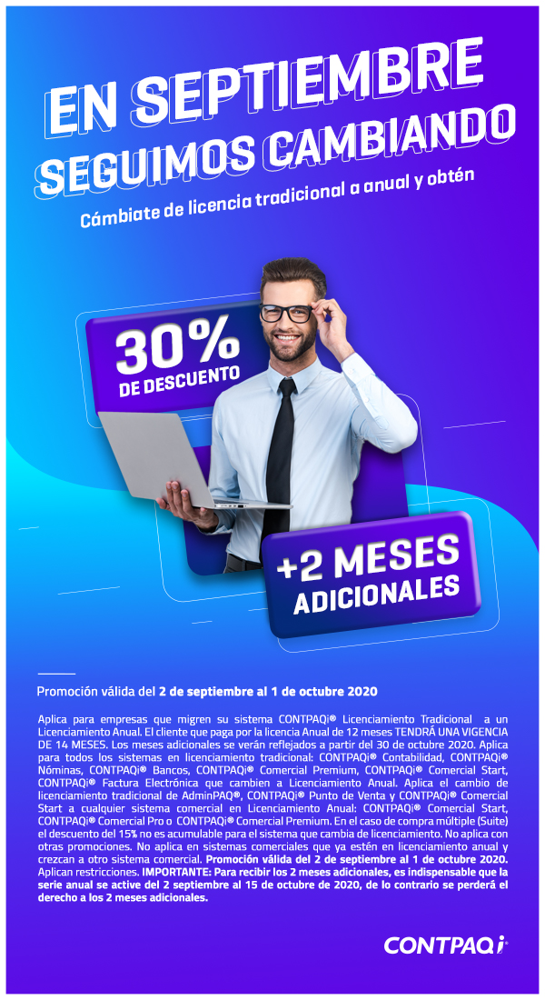 EN SEPTIEMBRE
SEGUIMOS CAMBIANDO
Cámbiate de licencia tradicional a anual y obtén
30%
DE DESCUENTO
+2 MESES
ADICIONALES
Promoción válida del 2 de septiembre al 1 de octubre 2020
Aplica para empresas que migren su sistema CONTPAQi® Licenciamiento Tradicional a un
Licenciamiento Anual. El cliente que paga por la licencia Anual de 12 meses TENDRÁ UNA VIGENCIA
DE 14 MESES. Los meses adicionales se verán reflejados a partir del 30 de octubre 2020. Aplica
para todos los sistemas en licenciamiento tradicional: CONTPAQi® Contabilidad, CONTPAQi®
Nóminas, CONTPAQi® Bancos, CONTPAQi® Comercial Premium, CONTPAQi® Comercial Start,
CONTPAQi® Factura Electrónica que cambien a Licenciamiento Anual. Aplica el cambio de
licenciamiento tradicional de AdminPAQ®, CONTPAQi® Punto de Venta y CONTPAQi® Comercial
Start a cualquier sistema comercial en Licenciamiento Anual: CONTPAQi® Comercial Start,
CONTPAQi® Comercial Pro o CONTPAQi® Comercial Premium. En el caso de compra múltiple (Suite)
el descuento del 15% no es acumulable para el sistema que cambia de licenciamiento. No aplica con
otras promociones. No aplica en sistemas comerciales que ya estén en licenciamiento anual y
crezcan a otro sistema comercial. Promoción válida del 2 de septiembre al 1 de octubre 2020.
Aplican restricciones. IMPORTANTE: Para recibir los 2 meses adicionales, es indispensable que la
serie anual se active del 2 septiembre al 15 de octubre de 2020, de lo contrario se perderá el
derecho a los 2 meses adicionales.
CONTPAQi®